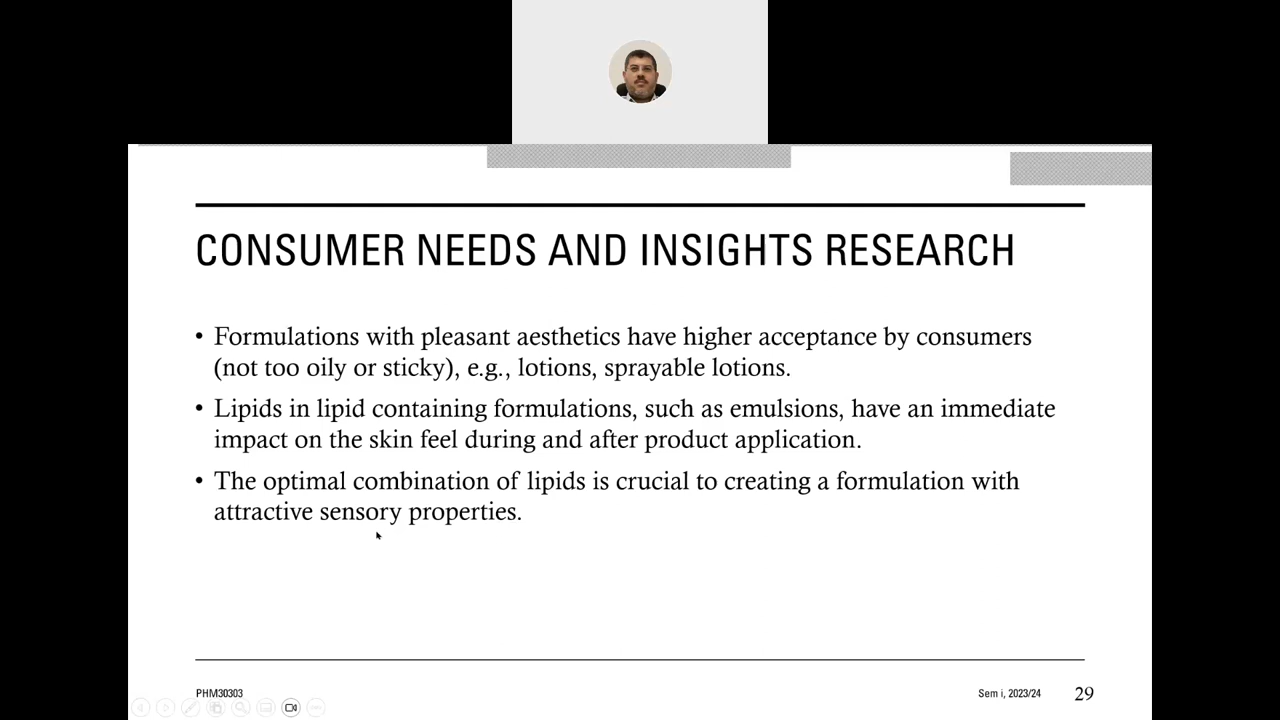 CONSUMER NEEDS AND INSIGHTS RESEARCH
• Formulations with pleasant aesthetics have higher acceptance by consumers
(not too oily or sticky), e.g., lotions, sprayable lotions.
• Lipids in lipid containing formulations, such as emulsions, have an immediate
impact on the skin feel during and after product application.
• The optimal combination of lipids is crucial to creating a formulation with
attractive sensory properties.
PHM30303
Sem i, 2023/24
29